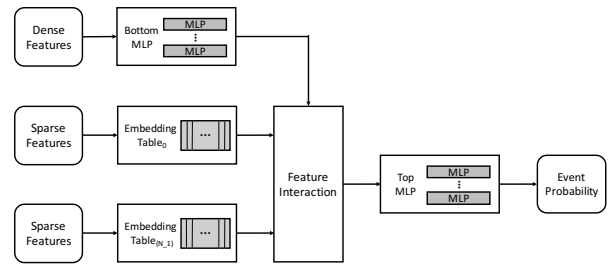 Dense
Features
Bottom
MLP
MLP
⋮
MLP
Sparse
Features
Embedding
Table0
...
Feature
Interaction
Top
MLP
MLP
⋮
MLP
Event
Probability
Sparse
Features
Embedding
Table(N_1)
...